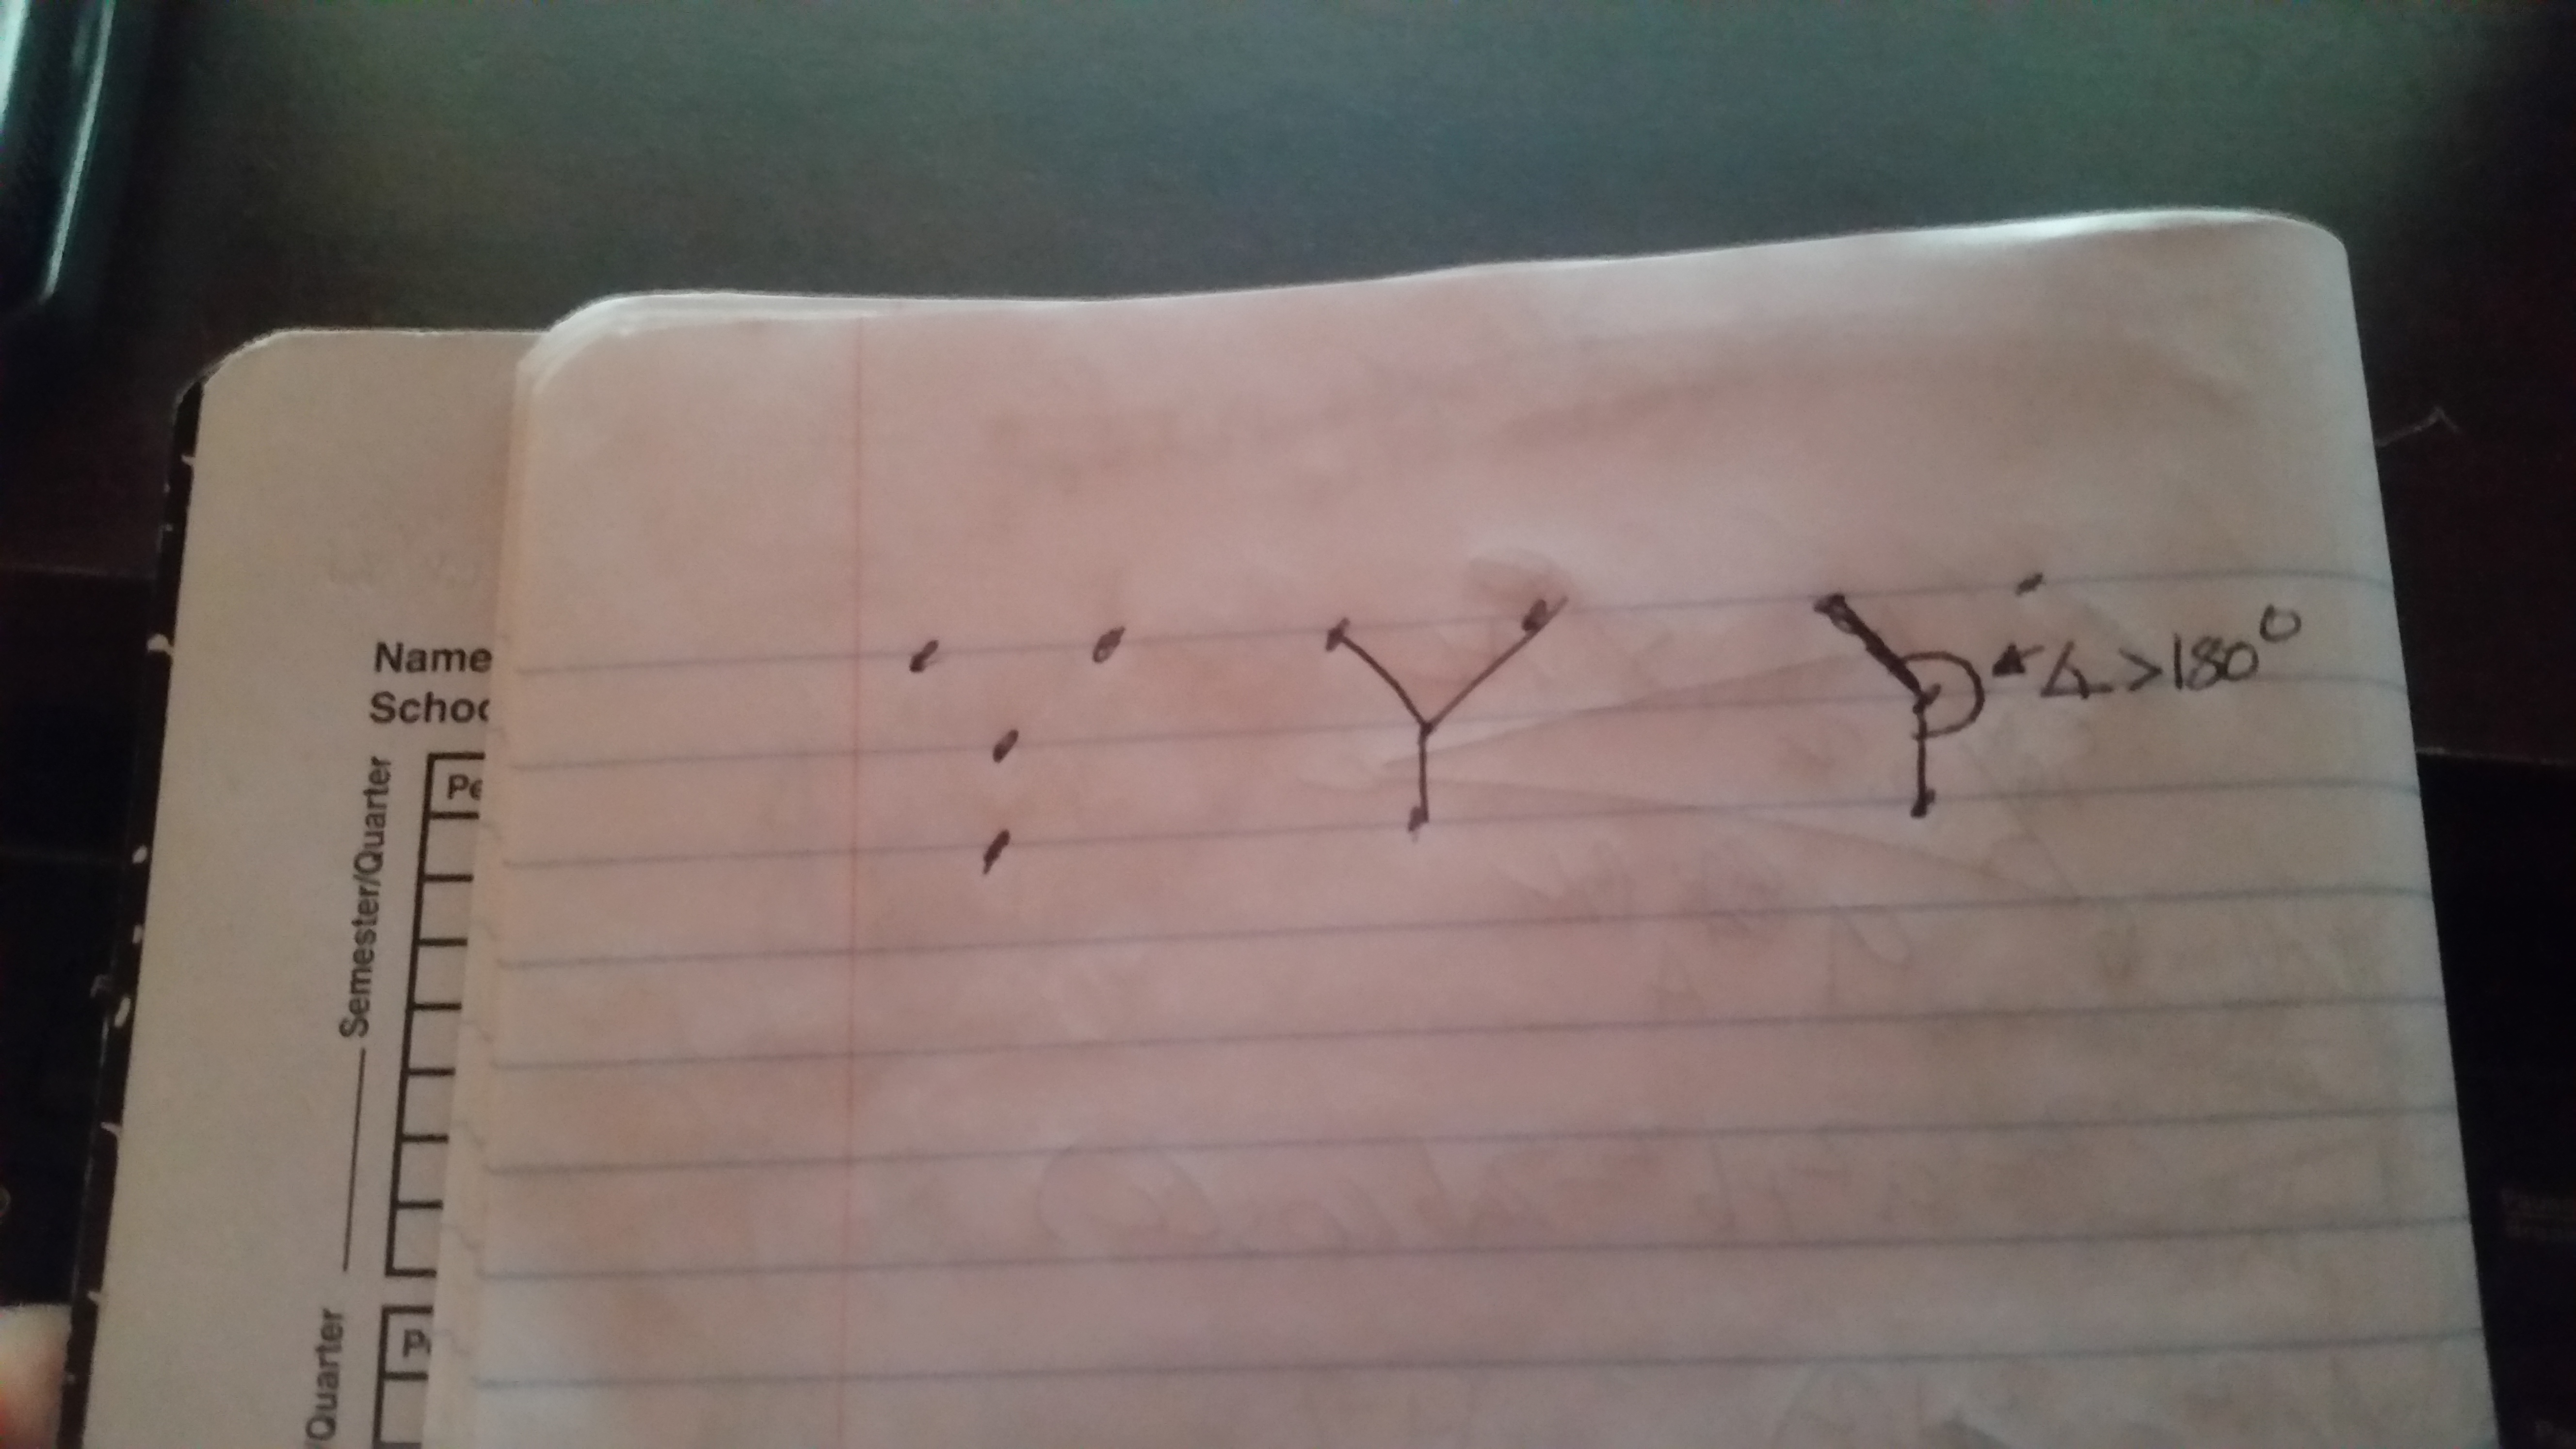 Name
Schoo
Semester/Quarter
Pe
∠ > 180°
/Quarter
P